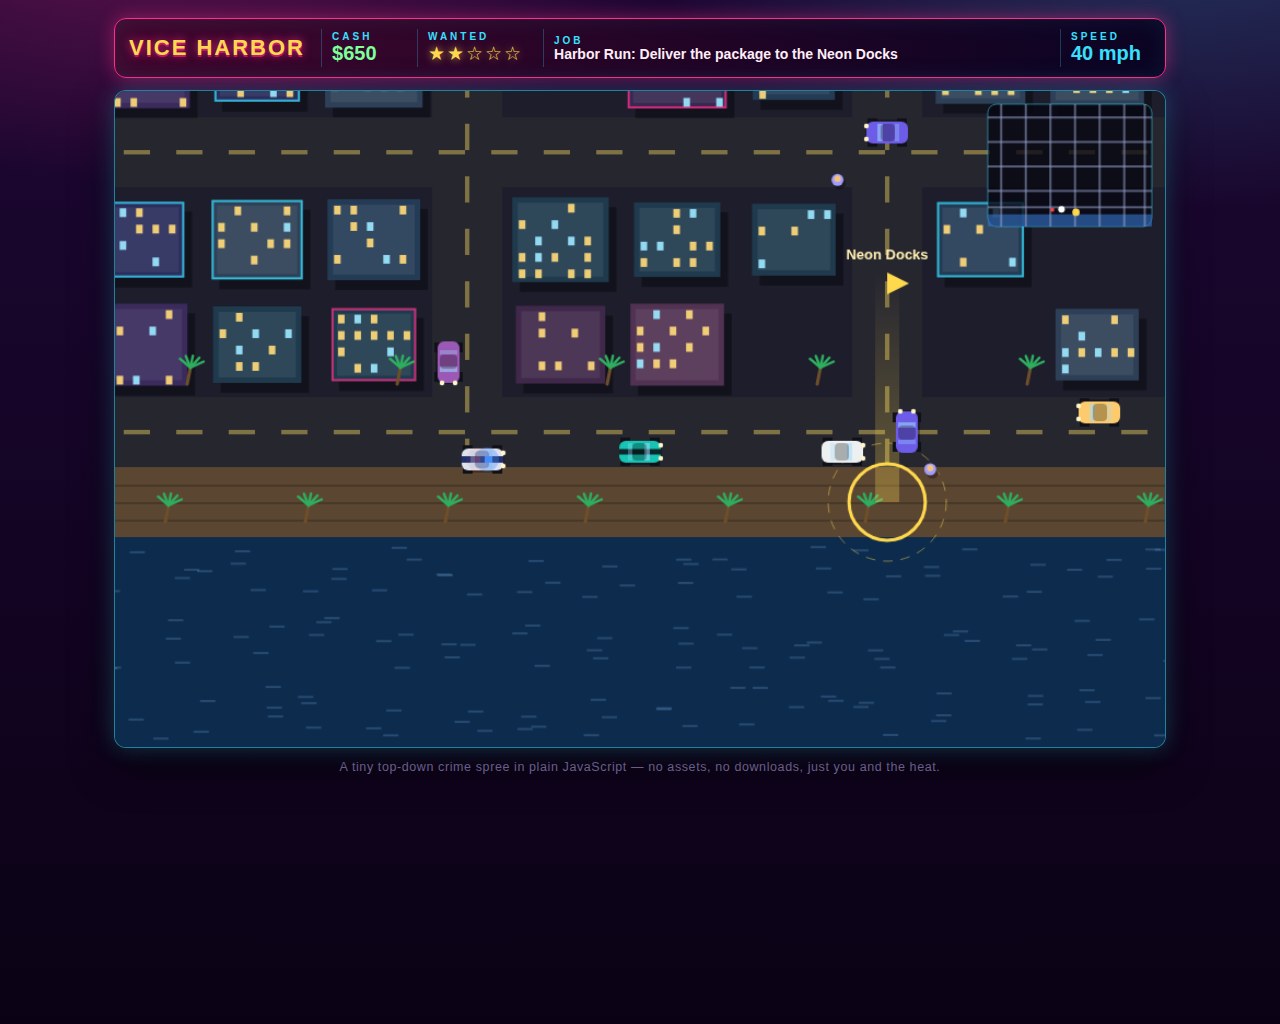 VICE HARBOR
CASH
$650
WANTED
★★☆☆☆
JOB
Harbor Run: Deliver the package to the Neon Docks
SPEED
40 mph
Neon Docks
A tiny top-down crime spree in plain JavaScript — no assets, no downloads, just you and the heat.